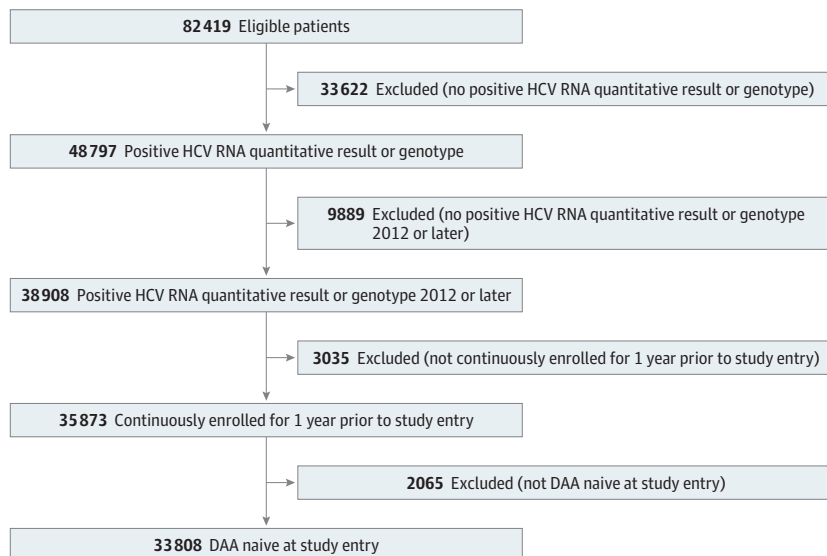 82419 Eligible patients
33622 Excluded (no positive HCV RNA quantitative result or genotype)
48797 Positive HCV RNA quantitative result or genotype
9889 Excluded (no positive HCV RNA quantitative result or genotype
2012 or later)
38908 Positive HCV RNA quantitative result or genotype 2012 or later
3035 Excluded (not continuously enrolled for 1 year prior to study entry)
35873 Continuously enrolled for 1 year prior to study entry
2065 Excluded (not DAA naive at study entry)
33808 DAA naive at study entry